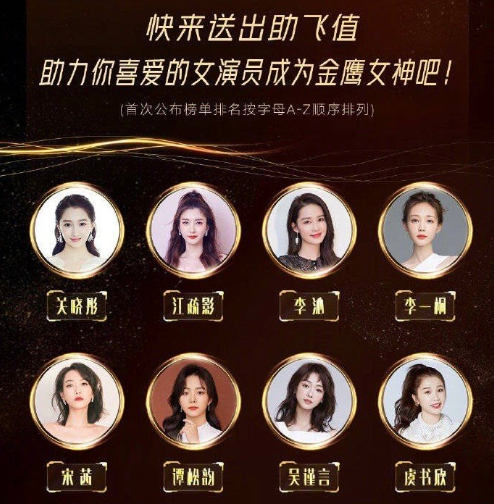 快来送出助飞值
助力你喜爱的女演员成为金鹰女神吧！
(首次公布榜单排名按字母A-Z顺序排列)
关晓彤 江疏影 李沁 李一桐
宋茜 谭松韵 吴谨言 虞书欣